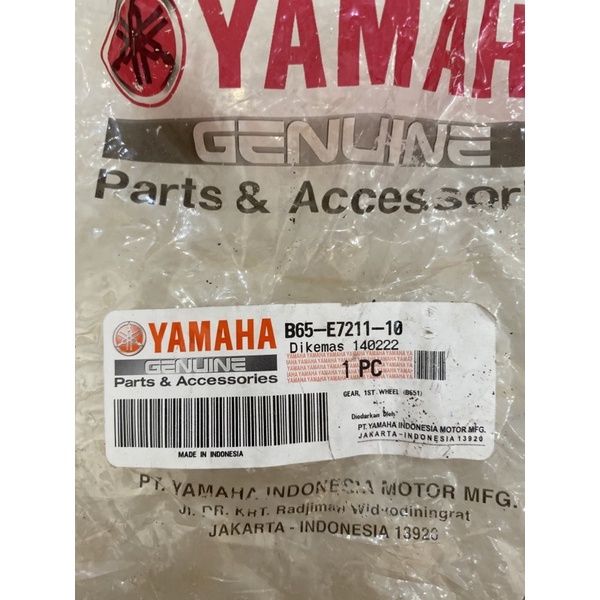 YAMAHA
GENUINE
Parts & Accessori
YAMAHA
GENUINE
Parts & Accessories
B65-E7211-10
Dikemas 140222
1 PC
GEAR, 1ST WHEEL (B651)
Diedarkan oleh
PT. YAMAHA INDONESIA MOTOR MFG.
JAKARTA - INDONESIA 13920
MADE IN INDONESIA
PT. YAMAHA INDONESIA MOTOR MFG.
Jl. DR. KRT. Radjiman Widyodiningrat
JAKARTA - INDONESIA 13920